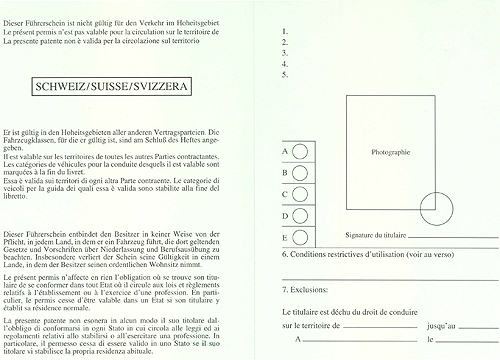 Dieser Führerschein ist nicht gültig für den Verkehr im Hoheitsgebiet
Le présent permis n'est pas valable pour la circulation sur le territoire de
La presente patente non è valida per la circolazione sul territorio
SCHWEIZ/SUISSE/SVIZZERA
Er ist gültig in den Hoheitsgebieten aller anderen Vertragsparteien. Die
Fahrzeugklassen, für die er gültig ist, sind am Schluß des Heftes ange-
geben.
Il est valable sur les territoires de toutes les autres Parties contractantes.
Les catégories de véhicules pour la conduite desquels il est valable sont
marquées à la fin du livret.
Essa è valida sui territori di ogni altra Parte contraente. Le categorie di
veicoli per la guida dei quali essa è valida sono stabilite alla fine del
libretto.
Dieser Führerschein entbindet den Besitzer in keiner Weise von der
Pflicht, in jedem Land, in dem er ein Fahrzeug führt, die dort geltenden
Gesetze und Vorschriften über Niederlassung und Berufsausübung zu
beachten. Insbesondere verliert der Schein seine Gültigkeit in einem
Lande, in dem der Besitzer seinen ordentlichen Wohnsitz nimmt.
Le présent permis n'affecte en rien l'obligation où se trouve son titu-
laire de se conformer dans tout Etat où il circule aux lois et règlements
relatifs à l'établissement ou à l'exercice d'une profession. En parti-
culier, le permis cesse d'être valable dans un Etat si son titulaire y
établit sa résidence normale.
La presente patente non esonera in alcun modo il suo titolare dal-
l'obbligo di conformarsi in ogni Stato in cui circola alle leggi ed ai
regolamenti relativi allo stabilirsi o all'esercitare una professione. In
particolare, il permesso cessa di essere valido in uno Stato se il suo
titolare vi stabilisce la propria residenza abituale.
1.
2.
3.
4.
5.
A
B
C
D
E
Photographie
Signature du titulaire
6. Conditions restrictives d'utilisation (voir au verso)
7. Exclusions:
Le titulaire est déchu du droit de conduire
sur le territoire de jusqu'au
A le